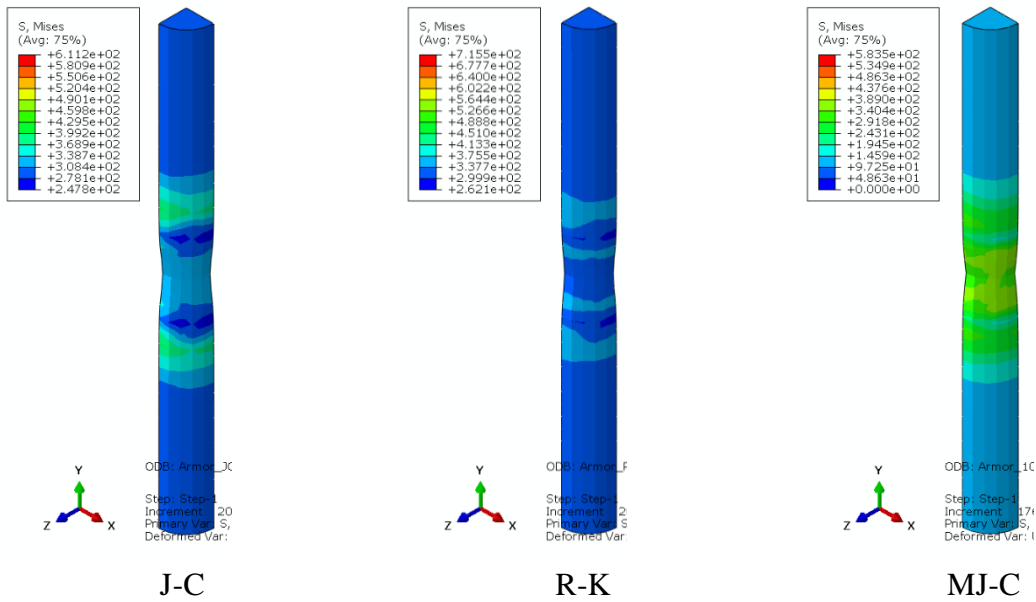 S, Mises
(Avg: 75%)
+6.112e+02
+5.809e+02
+5.506e+02
+5.204e+02
+4.901e+02
+4.598e+02
+4.295e+02
+3.992e+02
+3.689e+02
+3.387e+02
+3.084e+02
+2.781e+02
+2.478e+02
ODB: Armor_JC
Y
Z
X
Step: Step-1
Increment 20
Primary Var: S,
Deformed Var:
J-C
S, Mises
(Avg: 75%)
+7.155e+02
+6.777e+02
+6.400e+02
+6.022e+02
+5.644e+02
+5.266e+02
+4.888e+02
+4.510e+02
+4.133e+02
+3.755e+02
+3.377e+02
+2.999e+02
+2.621e+02
ODB: Armor_
Y
Z
X
Step: Step-1
Increment
Primary Var: S
Deformed Var:
R-K
S, Mises
(Avg: 75%)
+5.835e+02
+5.349e+02
+4.863e+02
+4.376e+02
+3.890e+02
+3.404e+02
+2.918e+02
+2.431e+02
+1.945e+02
+1.459e+02
+9.725e+01
+4.863e+01
+0.000e+00
ODB: Armor_10
Y
Z
X
Step: Step-1
Increment 176
Primary Var: S,
Deformed Var:
MJ-C